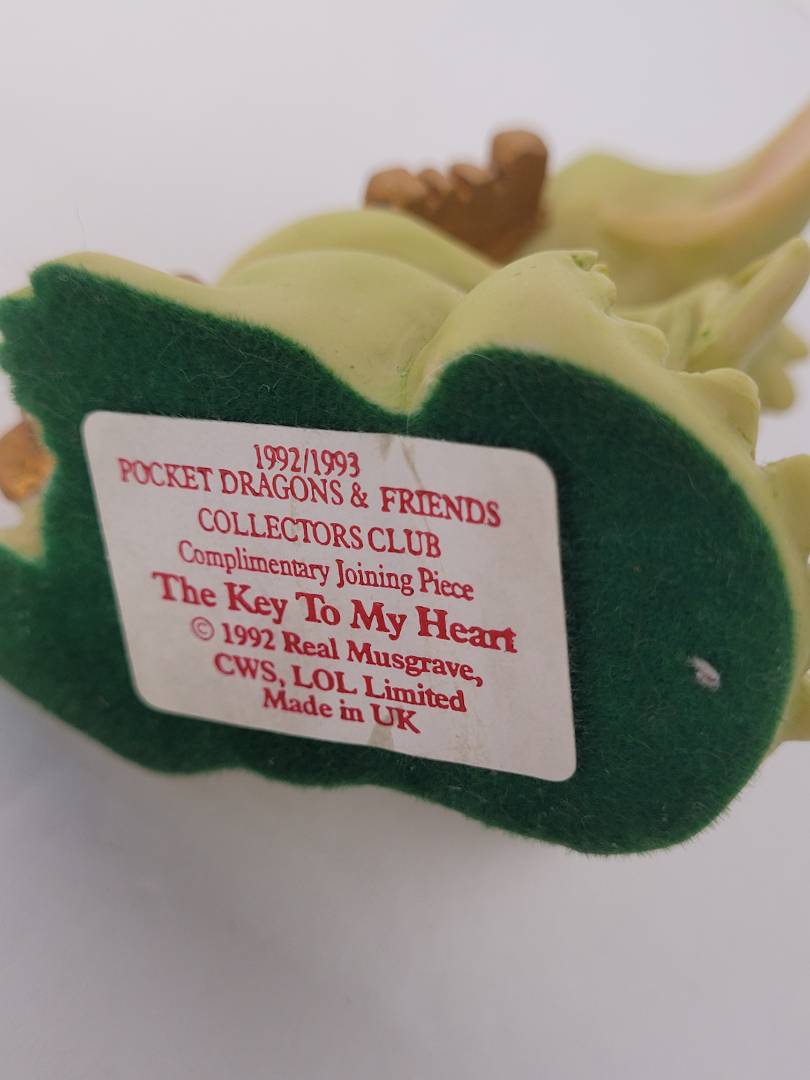 1992/1993
POCKET DRAGONS & FRIENDS
COLLECTORS CLUB
Complimentary Joining Piece
The Key To My Heart
© 1992 Real Musgrave,
CWS, LOL Limited
Made in UK